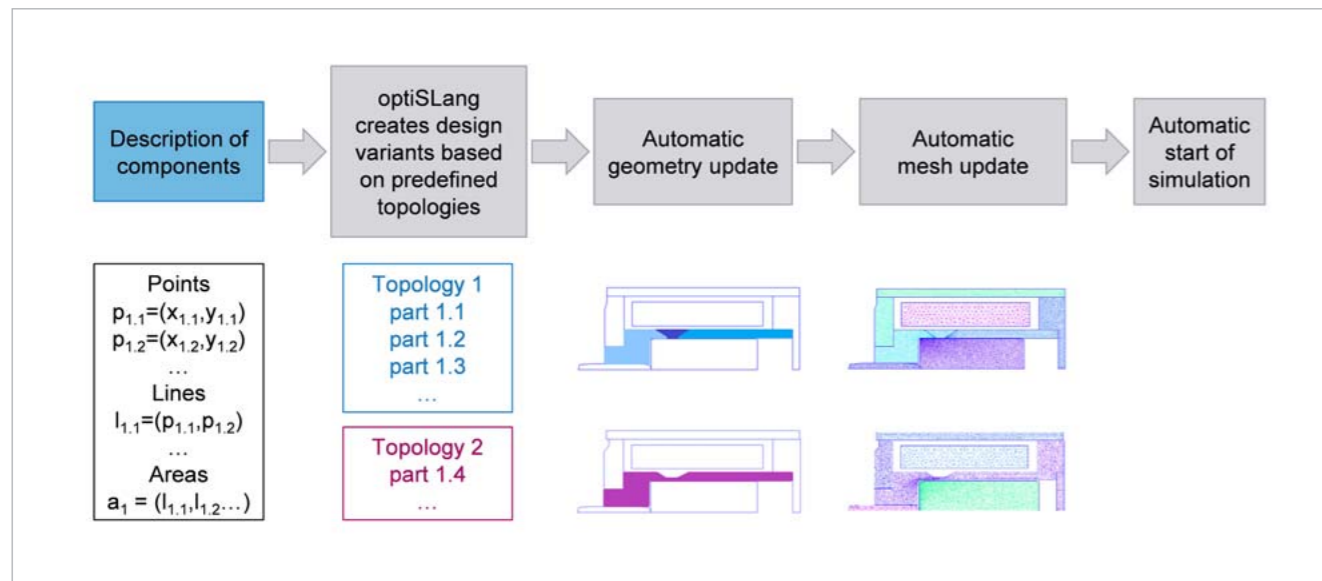 Description of
components
optiSLang
creates design
variants based
on predefined
topologies
Automatic
geometry update
Automatic
mesh update
Automatic
start of
simulation
Points
p1.1=(x1.1,y1.1)
p1.2=(x1.2,y1.2)
…
Lines
l1.1=(p1.1,p1.2)
…
Areas
a1 = (l1.1,l1.2…)
Topology 1
part 1.1
part 1.2
part 1.3
…
Topology 2
part 1.4
…